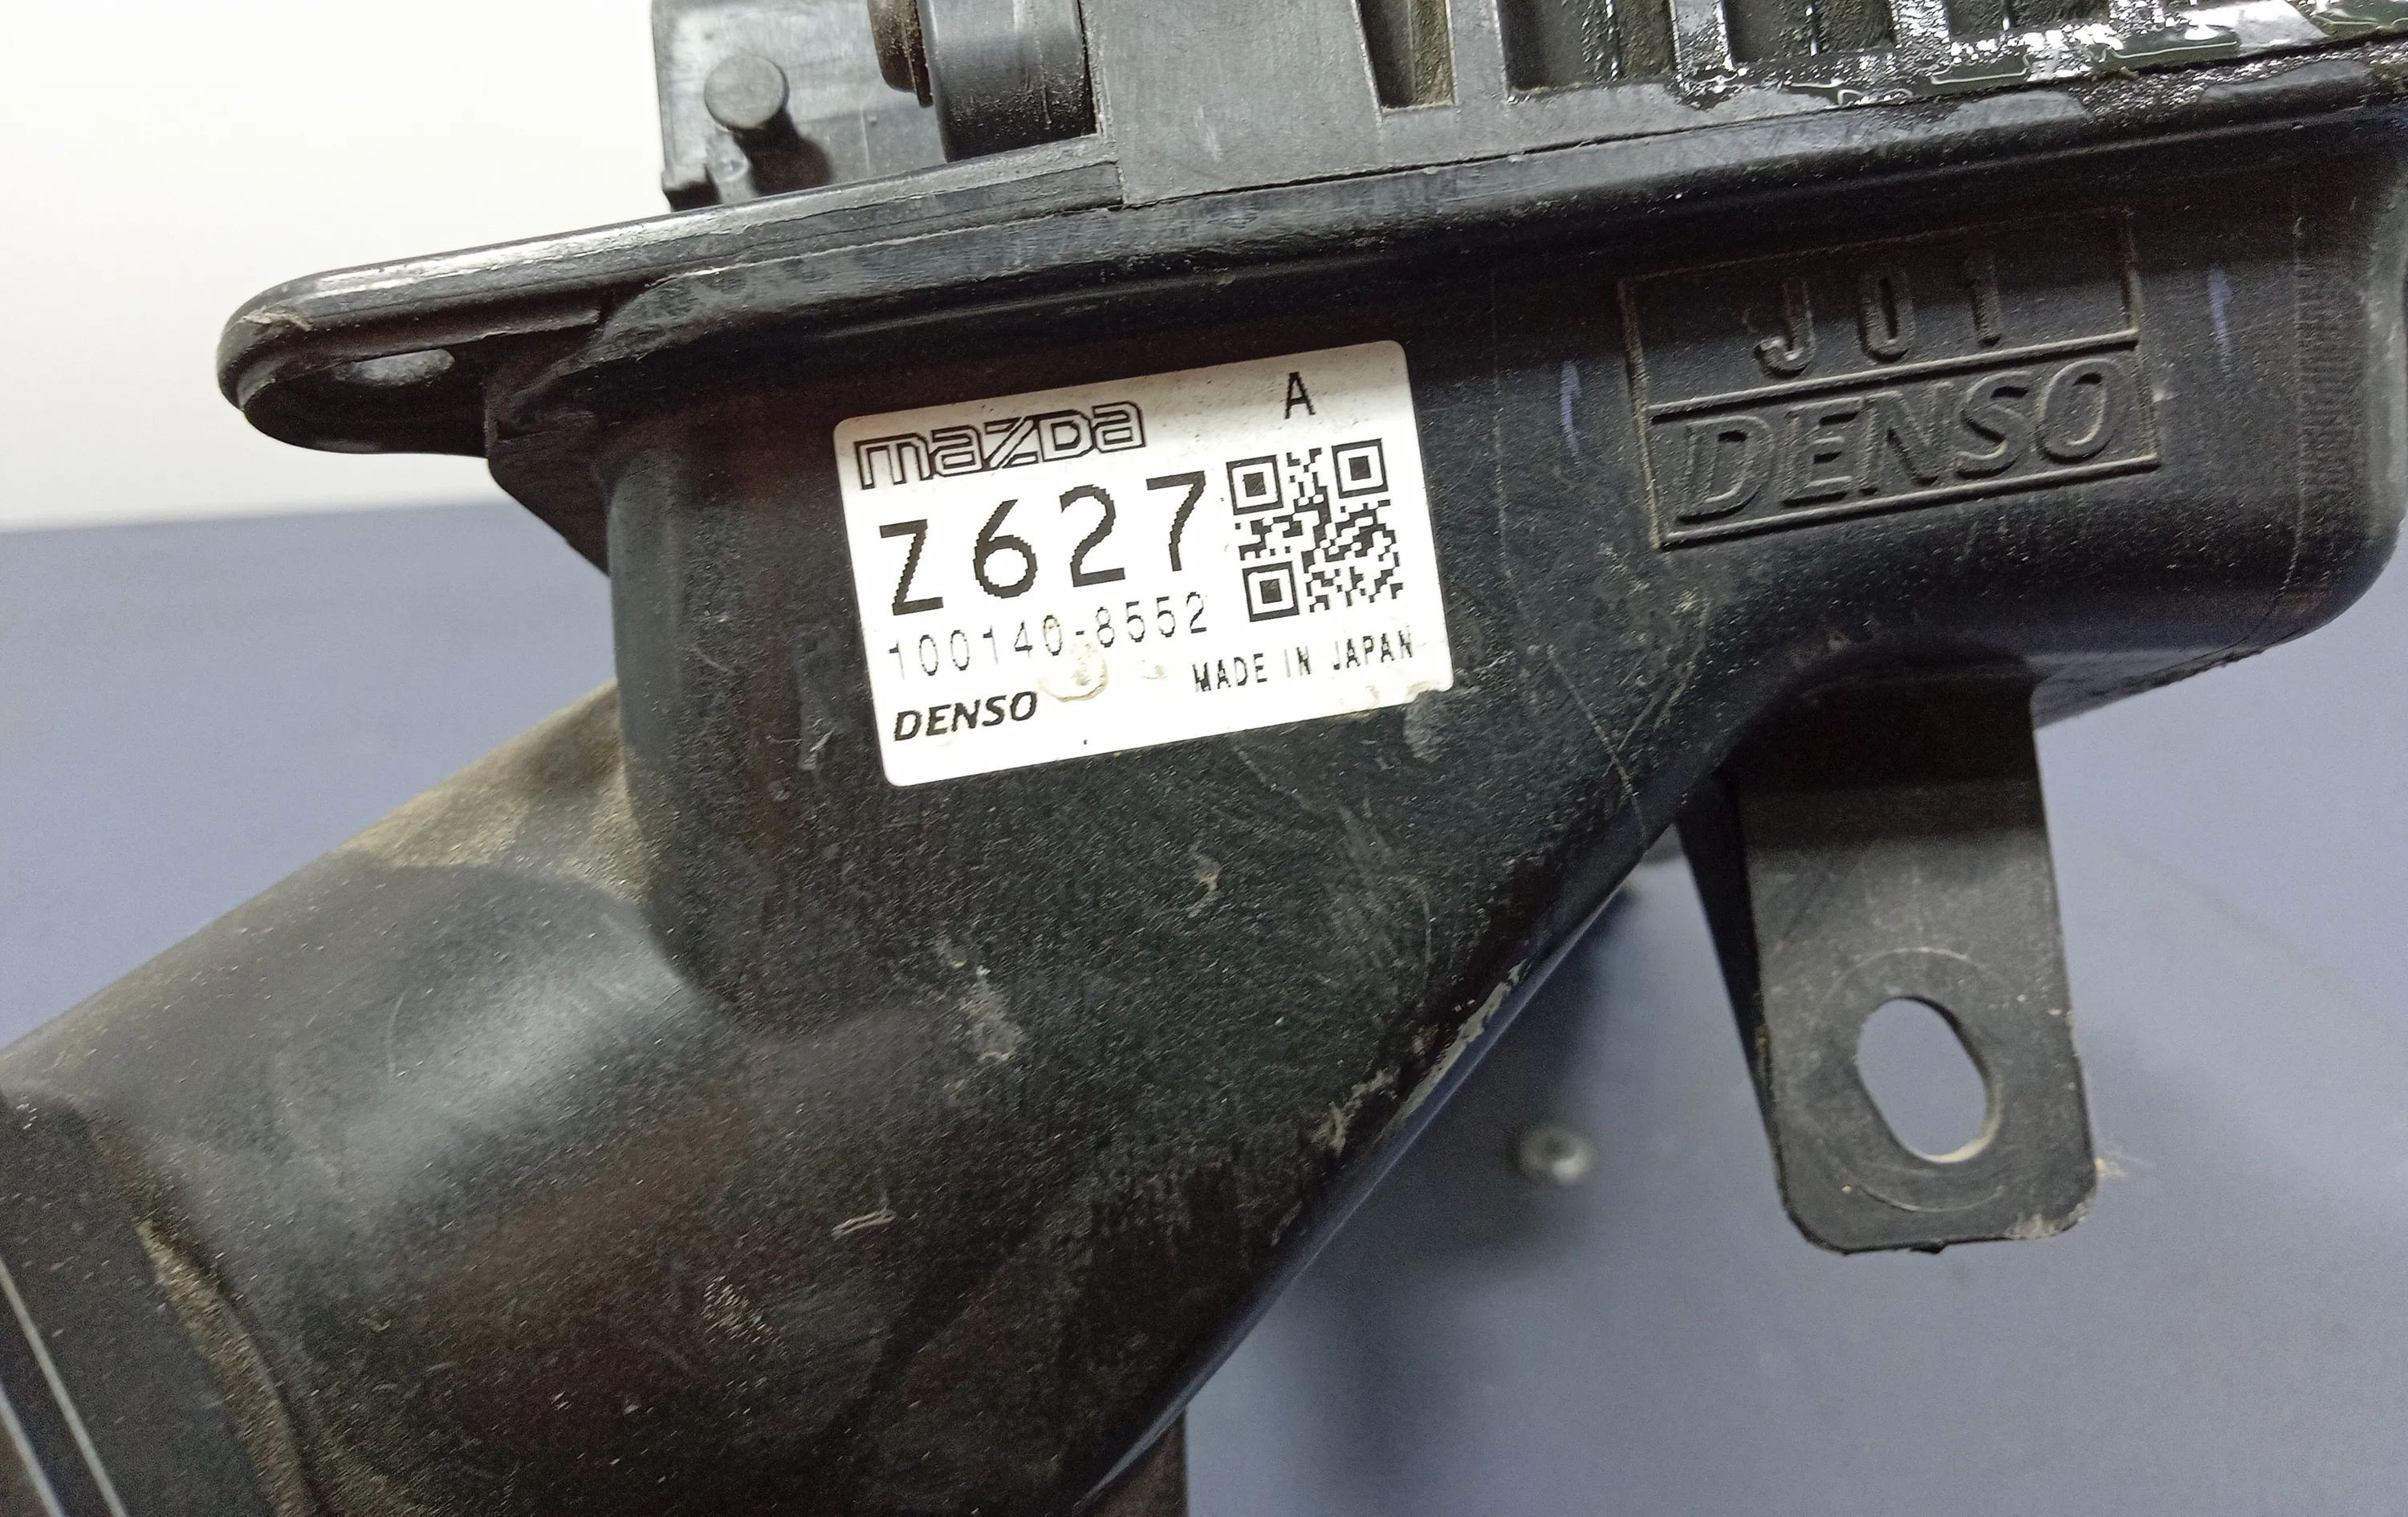 J01
DENSO
mazda A
Z627
100140-8552
MADE IN JAPAN
DENSO